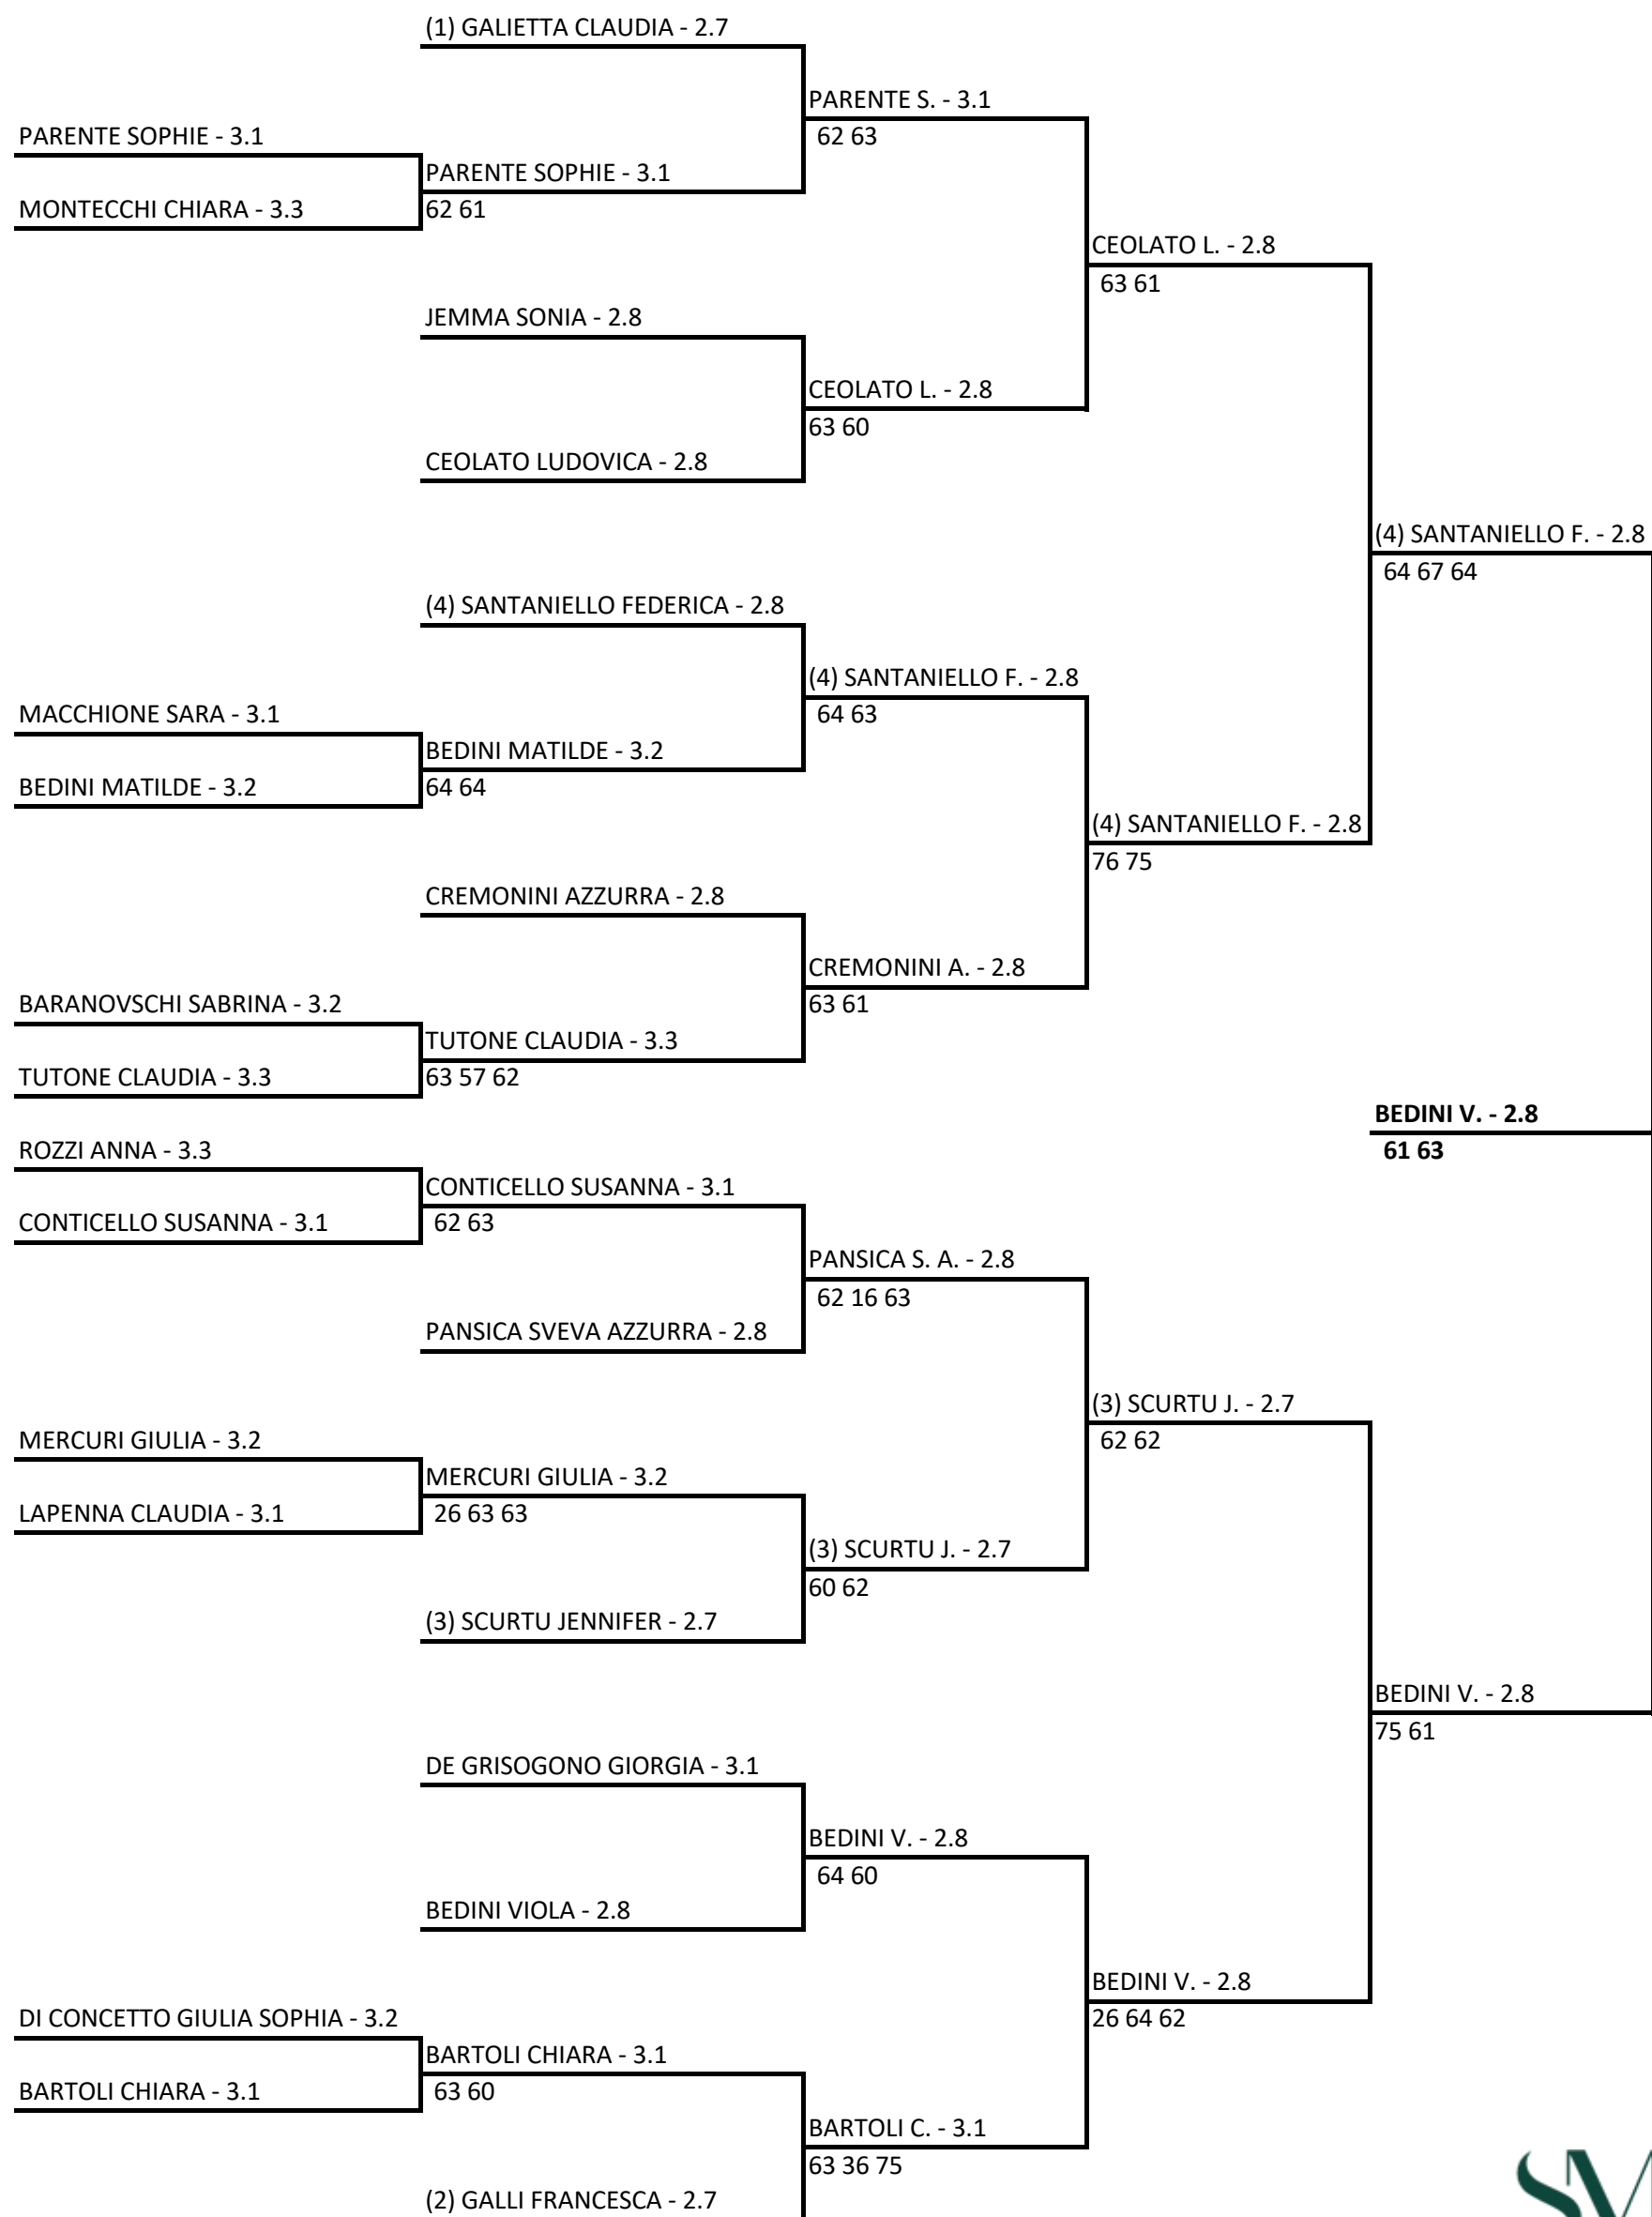 (1) GALIETTA CLAUDIA - 2.7
PARENTE S. - 3.1
PARENTE SOPHIE - 3.1
62 63
PARENTE SOPHIE - 3.1
MONTECCHI CHIARA - 3.3
62 61
CEOLATO L. - 2.8
63 61
JEMMA SONIA - 2.8
CEOLATO L. - 2.8
63 60
CEOLATO LUDOVICA - 2.8
(4) SANTANIELLO F. - 2.8
64 67 64
(4) SANTANIELLO FEDERICA - 2.8
(4) SANTANIELLO F. - 2.8
MACCHIONE SARA - 3.1
64 63
BEDINI MATILDE - 3.2
BEDINI MATILDE - 3.2
64 64
(4) SANTANIELLO F. - 2.8
76 75
CREMONINI AZZURRA - 2.8
CREMONINI A. - 2.8
BARANOVSCHI SABRINA - 3.2
63 61
TUTONE CLAUDIA - 3.3
TUTONE CLAUDIA - 3.3
63 57 62
BEDINI V. - 2.8
ROZZI ANNA - 3.3
61 63
CONTICELLO SUSANNA - 3.1
CONTICELLO SUSANNA - 3.1
62 63
PANSICA S. A. - 2.8
62 16 63
PANSICA SVEVA AZZURRA - 2.8
(3) SCURTU J. - 2.7
MERCURI GIULIA - 3.2
62 62
MERCURI GIULIA - 3.2
LAPENNA CLAUDIA - 3.1
26 63 63
(3) SCURTU J. - 2.7
60 62
(3) SCURTU JENNIFER - 2.7
BEDINI V. - 2.8
75 61
DE GRISOGONO GIORGIA - 3.1
BEDINI V. - 2.8
64 60
BEDINI VIOLA - 2.8
BEDINI V. - 2.8
DI CONCETTO GIULIA SOPHIA - 3.2
26 64 62
BARTOLI CHIARA - 3.1
BARTOLI CHIARA - 3.1
63 60
BARTOLI C. - 3.1
63 36 75
(2) GALLI FRANCESCA - 2.7